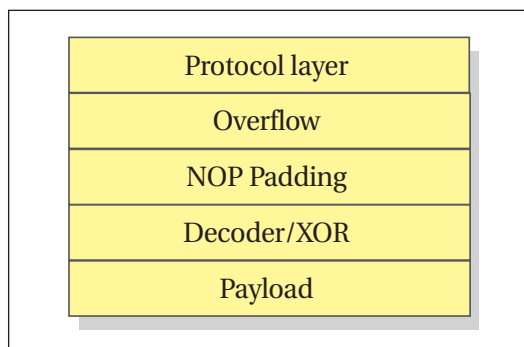 Protocol layer
Overflow
NOP Padding
Decoder/XOR
Payload